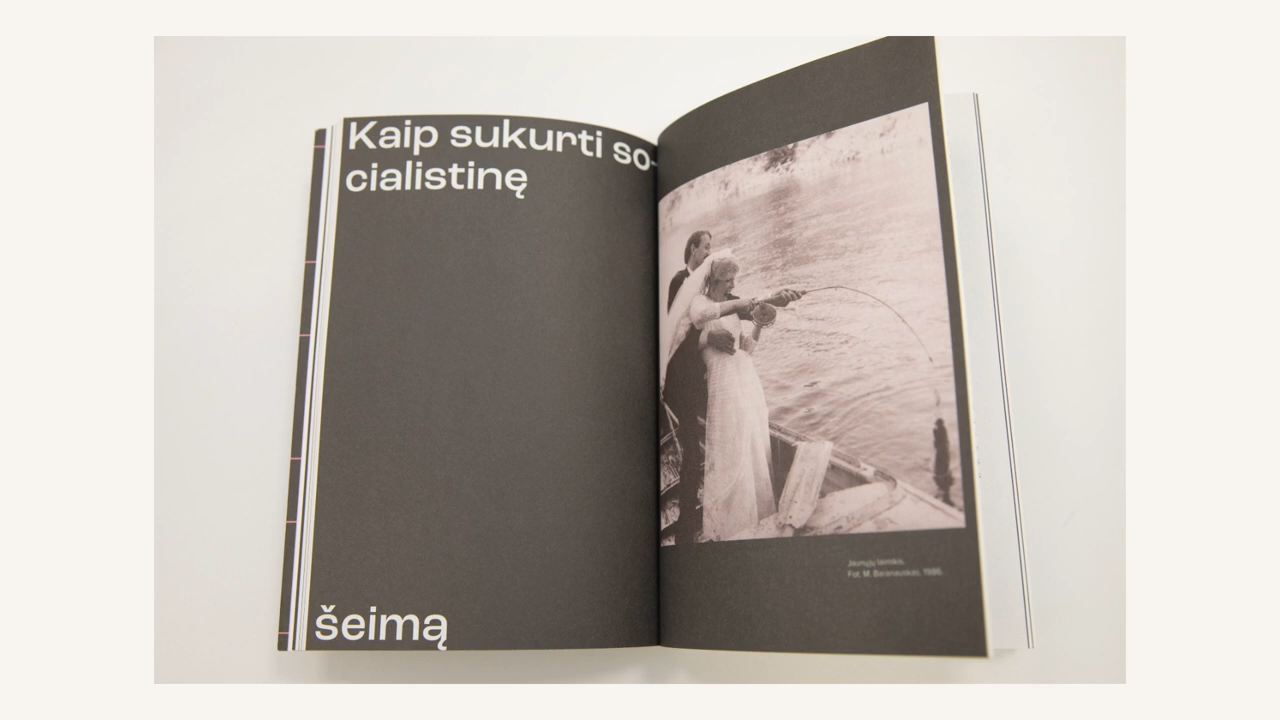 Kaip sukurti so-
cialistinę
šeimą
Jaunųjų laimikis.
Fot. M. Baranauskas, 1986.